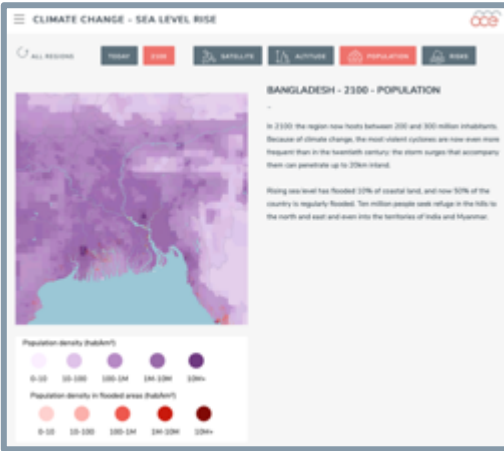 CLIMATE CHANGE - SEA LEVEL RISE
ace
ALL REGIONS
TODAY
2100
SATELLITE
ALTITUDE
POPULATION
RISKS
BANGLADESH - 2100 - POPULATION
-
In 2100: the region now hosts between 200 and 300 million inhabitants.
Because of climate change, the most violent cyclones are now even more
frequent than in the twentieth century: the storm surges that accompany
them can penetrate up to 20km inland.
Rising sea level has flooded 10% of coastal land, and now 50% of the
country is regularly flooded. Ten million people seek refuge in the hills to
the north and east and even into the territories of India and Myanmar.
Population density (hab/km²)
0-10 10-100 100-1M 1M-10M 10M+
Population density in flooded areas (hab/km²)
0-10 10-100 100-1M 1M-10M 10M+